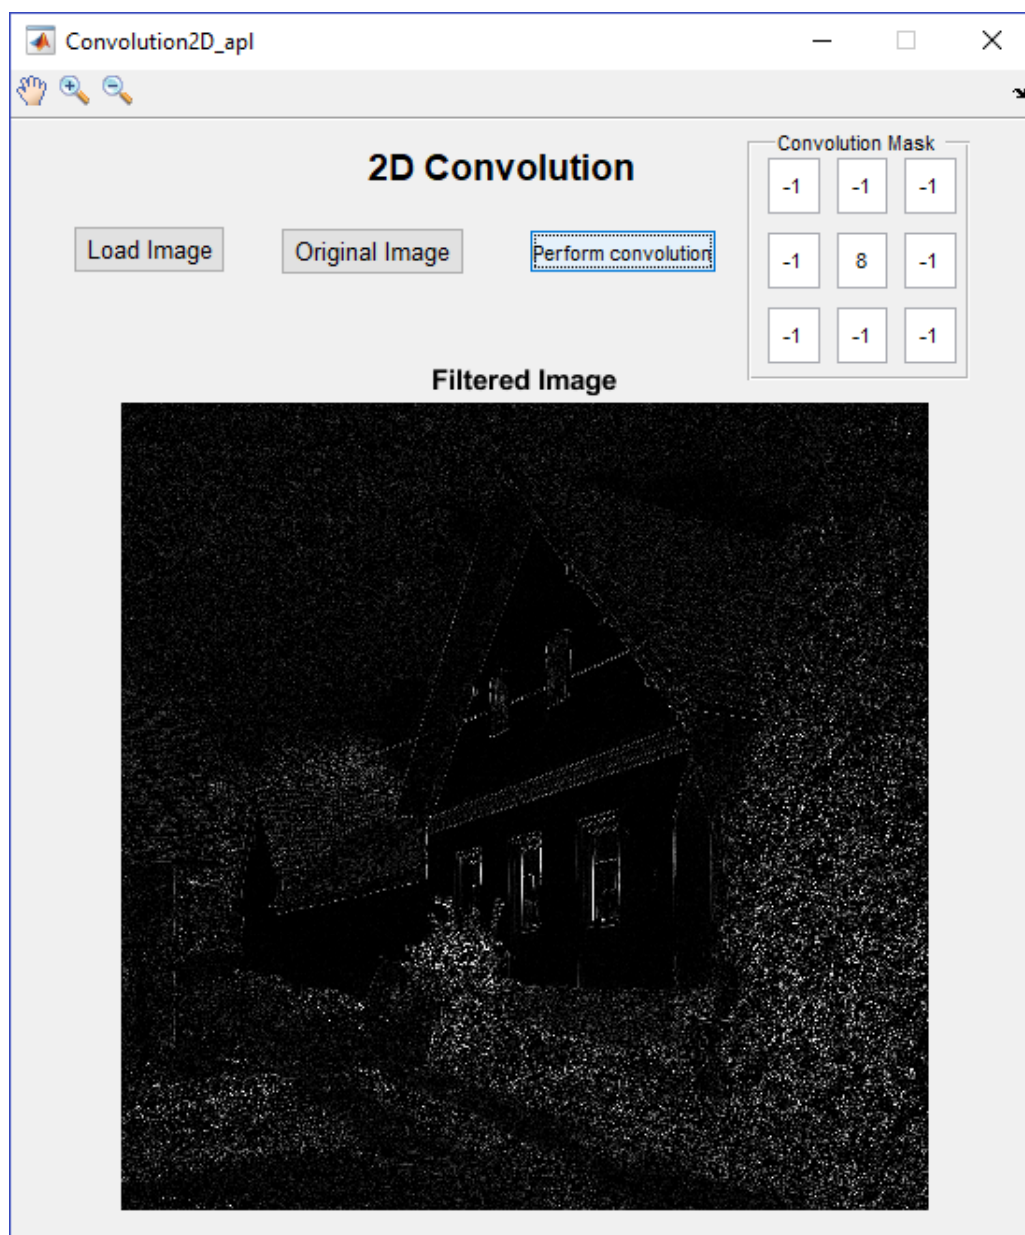 Convolution2D_apl
2D Convolution
Convolution Mask
-1 -1 -1
-1 8 -1
-1 -1 -1
Load Image
Original Image
Perform convolution
Filtered Image